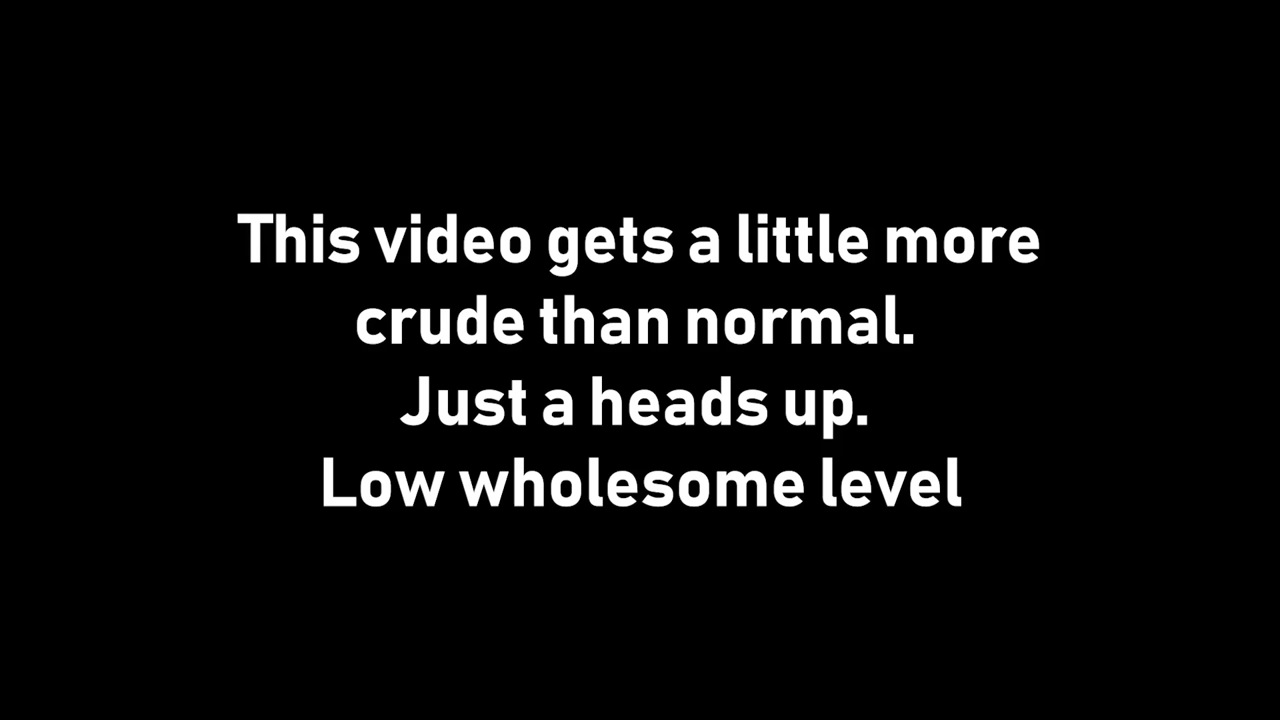 This video gets a little more
crude than normal.
Just a heads up.
Low wholesome level